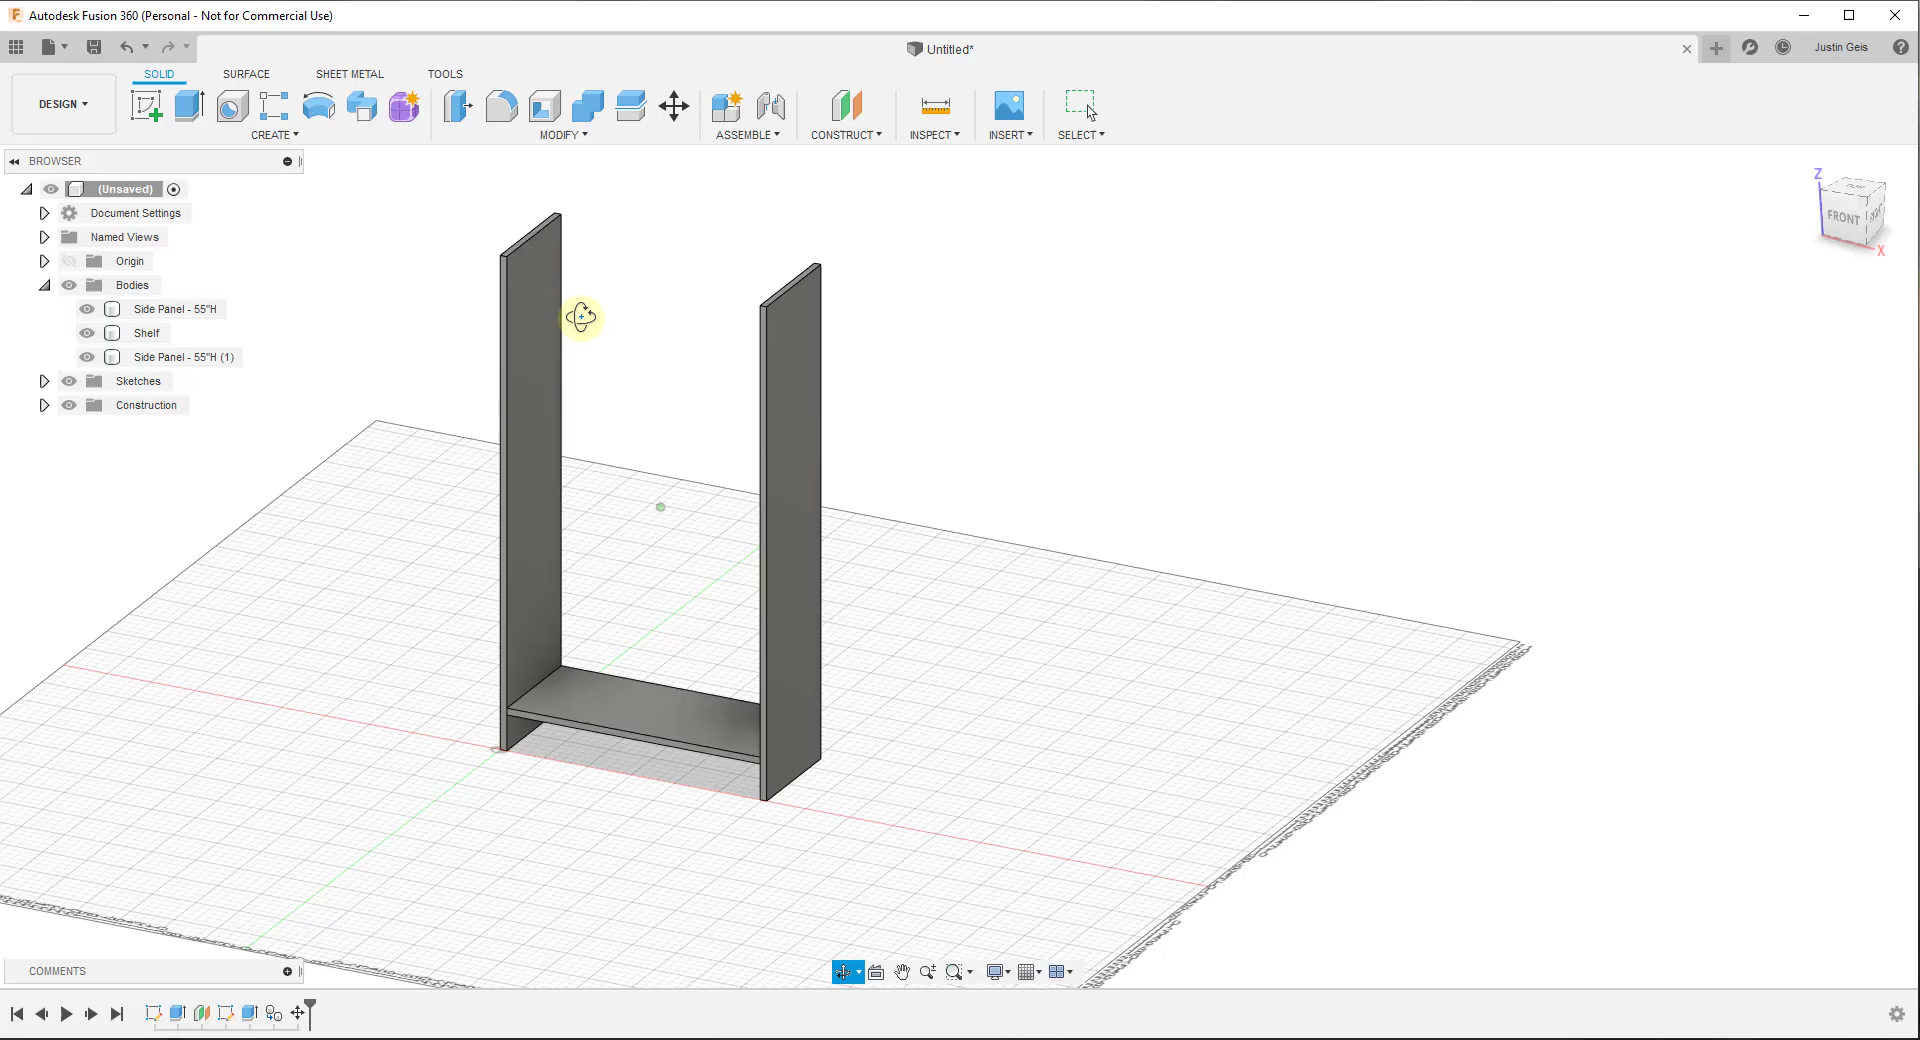 Autodesk Fusion 360 (Personal - Not for Commercial Use)
Untitled*
Justin Geis
SOLID SURFACE SHEET METAL TOOLS
DESIGN
CREATE MODIFY ASSEMBLE CONSTRUCT INSPECT INSERT SELECT
BROWSER
(Unsaved)
Document Settings
Named Views
Origin
Bodies
Side Panel - 55"H
Shelf
Side Panel - 55"H (1)
Sketches
Construction
Z
FRONT
X
COMMENTS